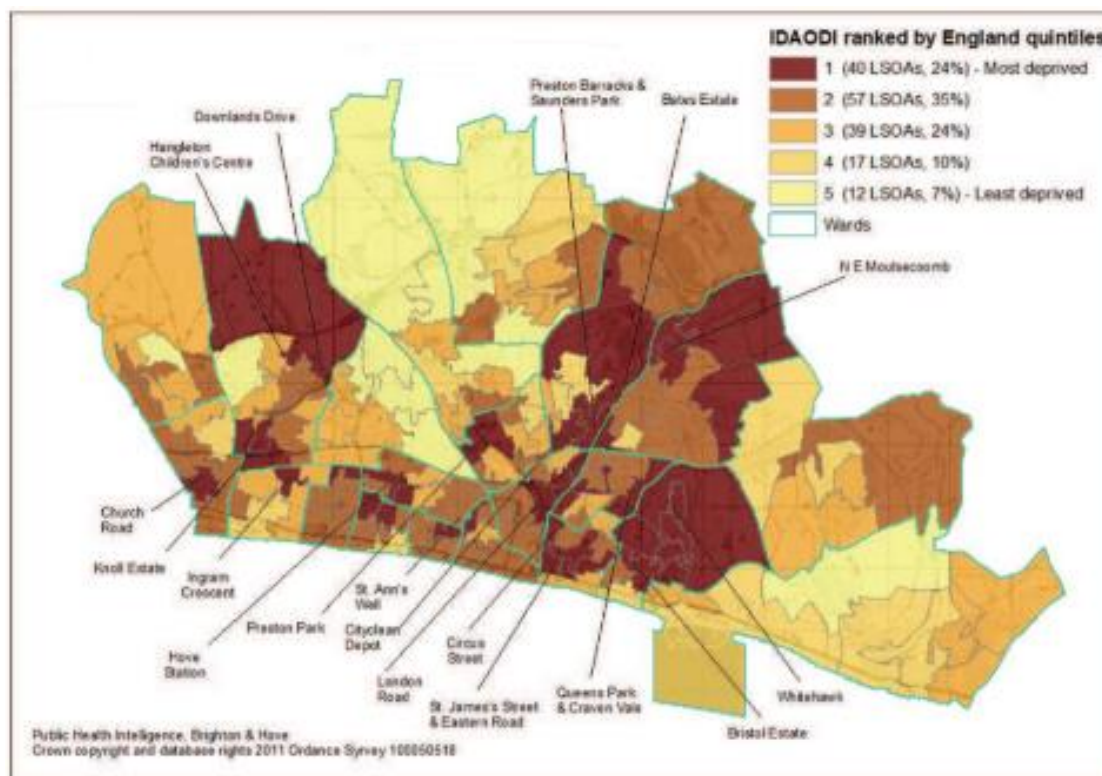 IDAODI ranked by England quintiles
1 (40 LSOAs, 24%) - Most deprived
2 (57 LSOAs, 35%)
3 (39 LSOAs, 24%)
4 (17 LSOAs, 10%)
5 (12 LSOAs, 7%) - Least deprived
Wards
Preston Barracks &
Saunders Park
Bates Estate
Downlands Drive
Hangleton
Children's Centre
N E Moulsecoomb
Church
Road
Knoll Estate
Ingram
Crescent
Hove
Station
Preston Park
St. Ann's
Well
Cityclean
Depot
London
Road
Circus
Street
St. James's Street
& Eastern Road
Queens Park
& Craven Vale
Bristol Estate
Whitehawk
Public Health Intelligence, Brighton & Hove
Crown copyright and database rights 2011 Ordance Syrvey 100050518